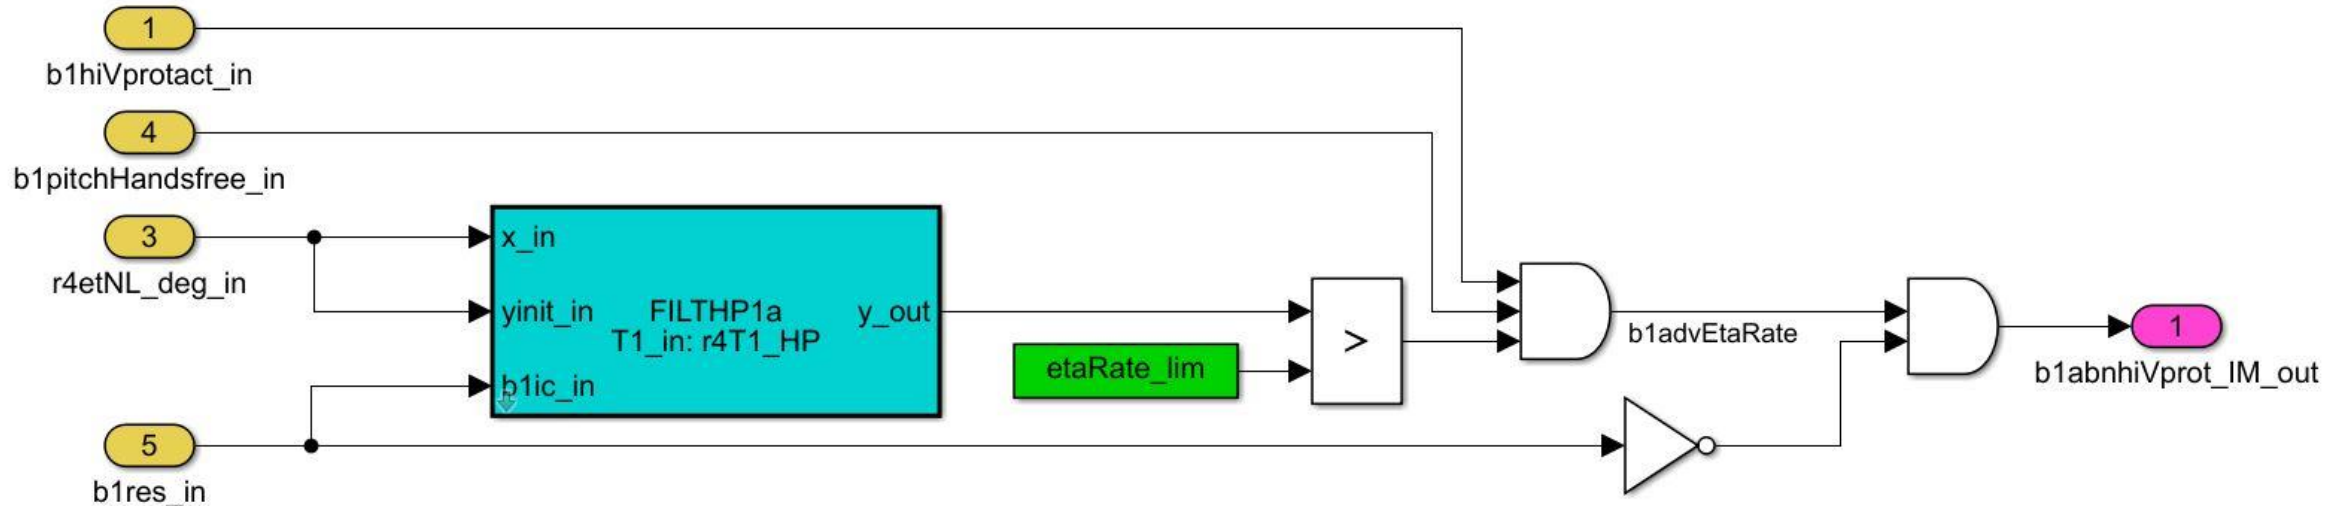 1
b1hiVprotact_in
4
b1pitchHandsfree_in
3
r4etNL_deg_in
x_in
yinit_in
FILTHP1a
T1_in: r4T1_HP
y_out
b1ic_in
etaRate_lim
>
b1advEtaRate
1
b1abnhiVprot_IM_out
5
b1res_in